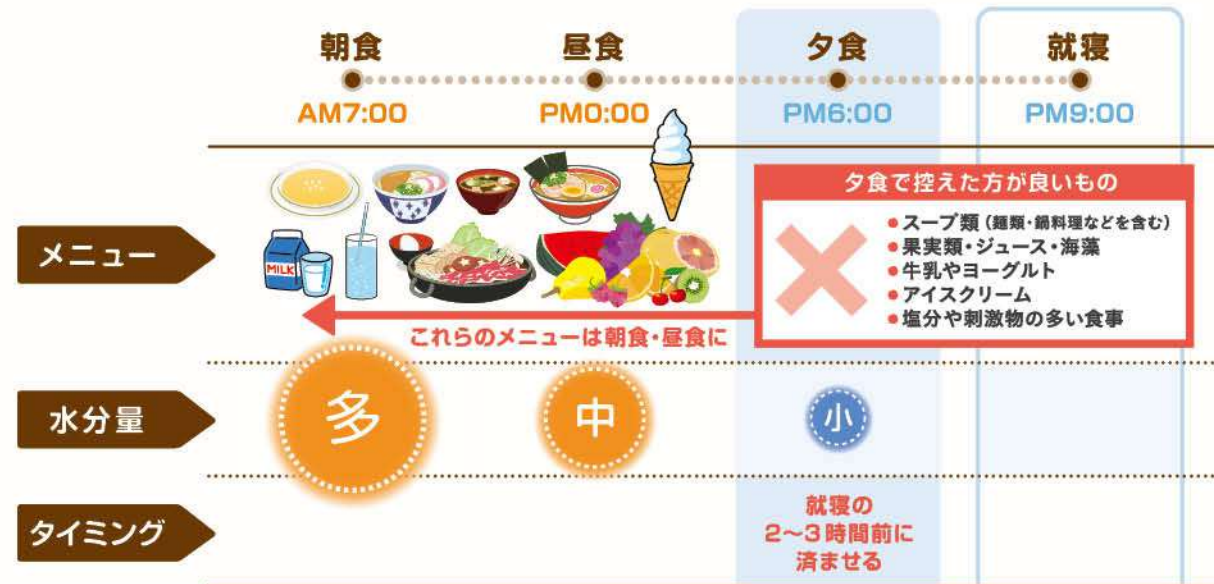 朝食
昼食
夕食
就寝
AM7:00
PM0:00
PM6:00
PM9:00
メニュー
MILK
夕食で控えた方が良いもの
●スープ類(麺類・鍋料理などを含む)
●果実類・ジュース・海藻
●牛乳やヨーグルト
●アイスクリーム
●塩分や刺激物の多い食事
これらのメニューは朝食・昼食に
水分量
多
中
小
タイミング
就寝の
2〜3時間前に
済ませる